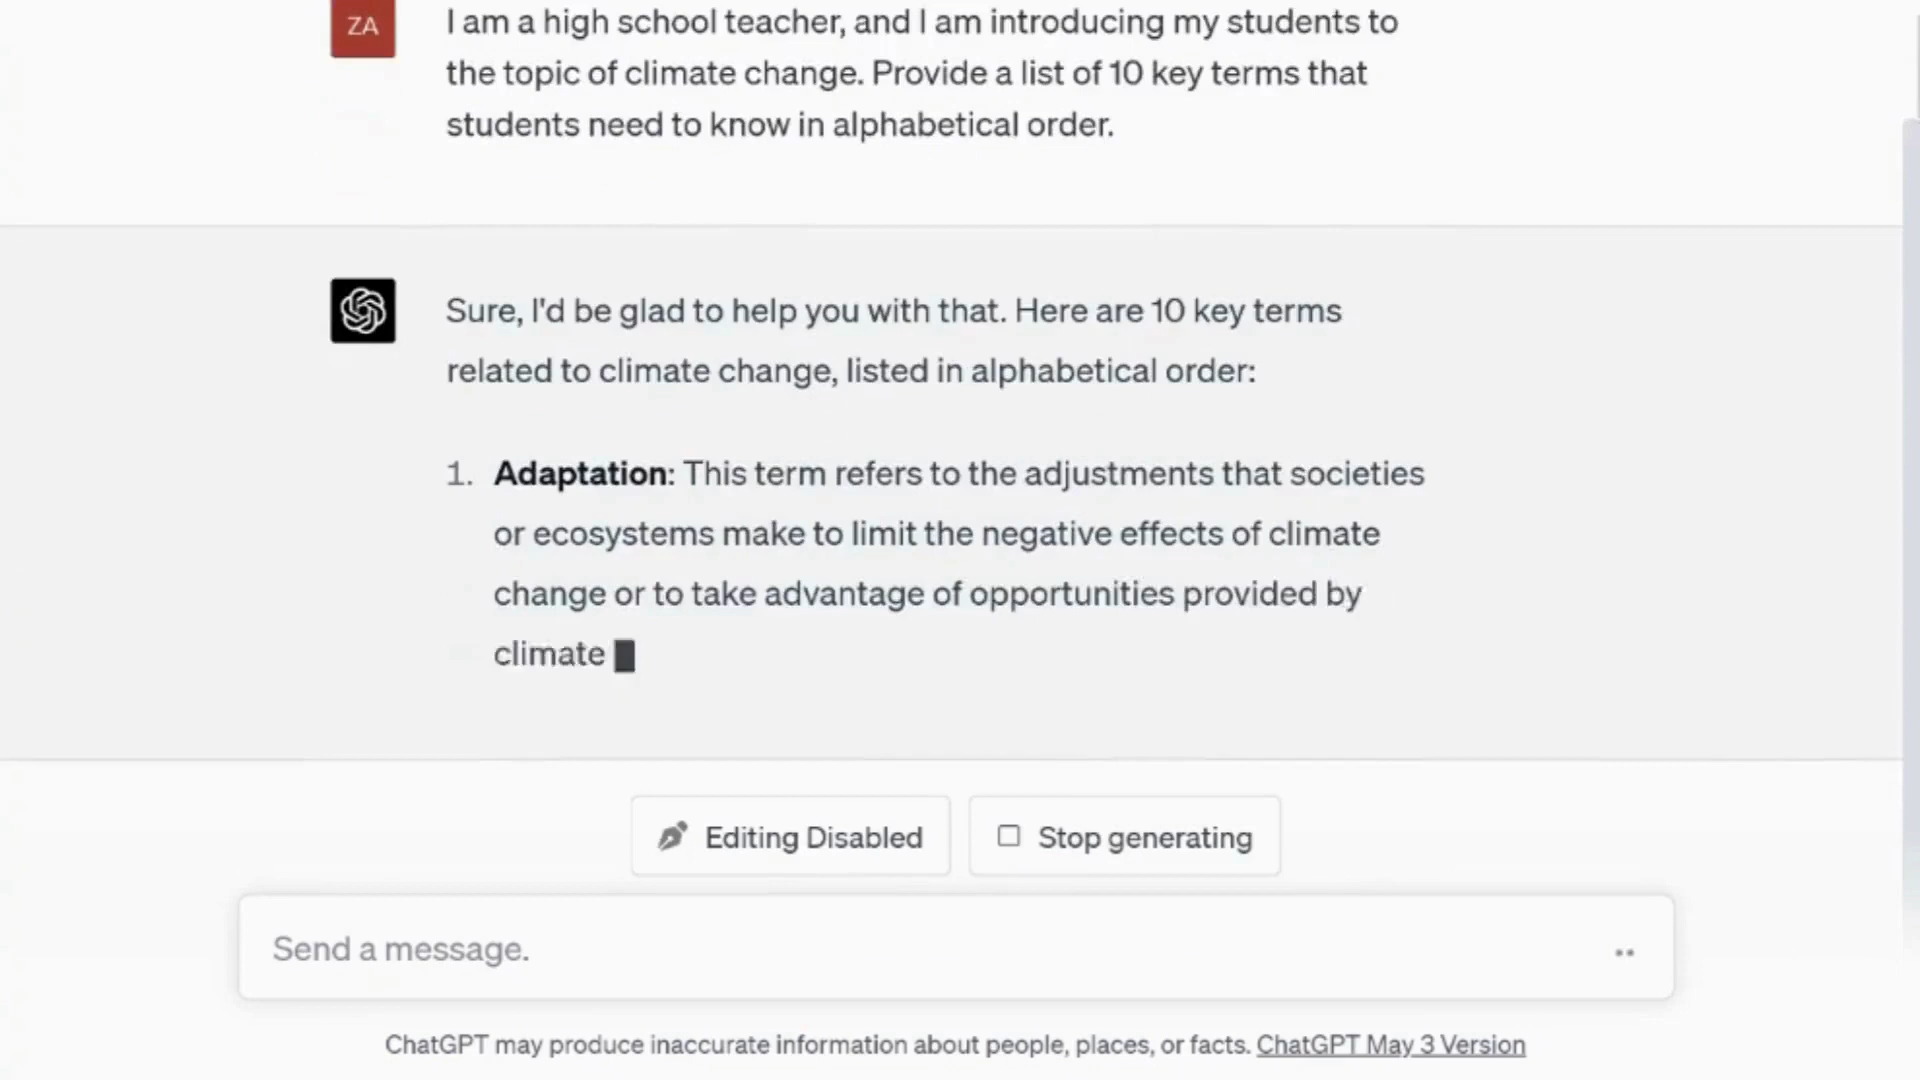 ZA
I am a high school teacher, and I am introducing my students to
the topic of climate change. Provide a list of 10 key terms that
students need to know in alphabetical order.
Sure, I'd be glad to help you with that. Here are 10 key terms
related to climate change, listed in alphabetical order:
1. Adaptation: This term refers to the adjustments that societies
or ecosystems make to limit the negative effects of climate
change or to take advantage of opportunities provided by
climate
Editing Disabled
Stop generating
Send a message.
ChatGPT may produce inaccurate information about people, places, or facts. ChatGPT May 3 Version